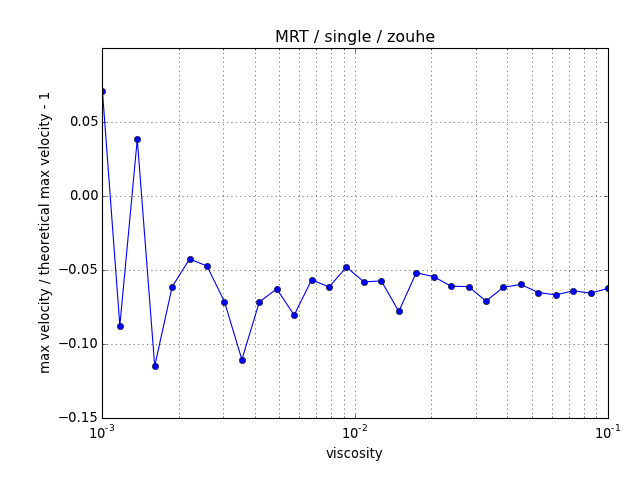 MRT / single / zouhe
max velocity / theoretical max velocity - 1
0.05
0.00
−0.05
−0.10
−0.15
10⁻³
10⁻²
10⁻¹
viscosity